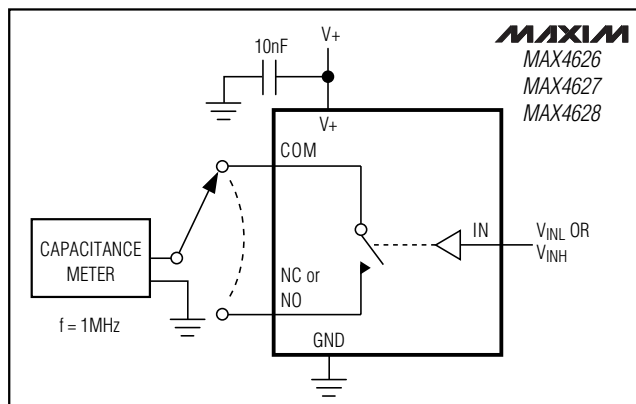 10nF
V+
MAXIM
MAX4626
MAX4627
MAX4628
V+
COM
IN
VINL OR
VINH
CAPACITANCE
METER
NC or
NO
f = 1MHz
GND